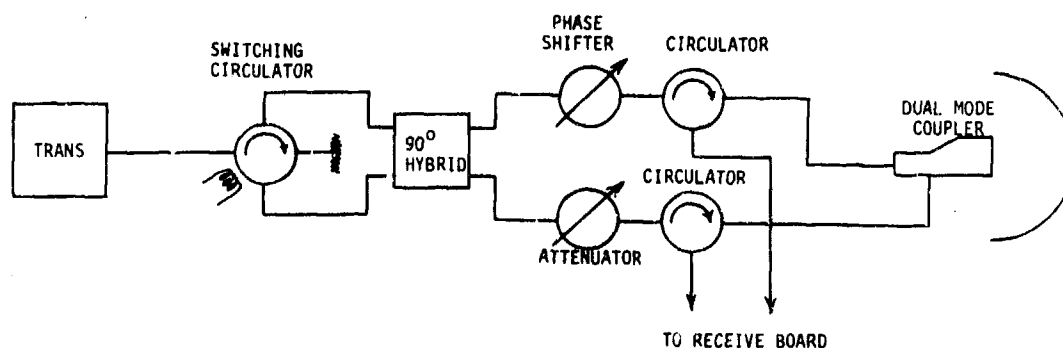 PHASE
SHIFTER
CIRCULATOR
SWITCHING
CIRCULATOR
DUAL MODE
COUPLER
TRANS
90°
HYBRID
CIRCULATOR
ATTENUATOR
TO RECEIVE BOARD